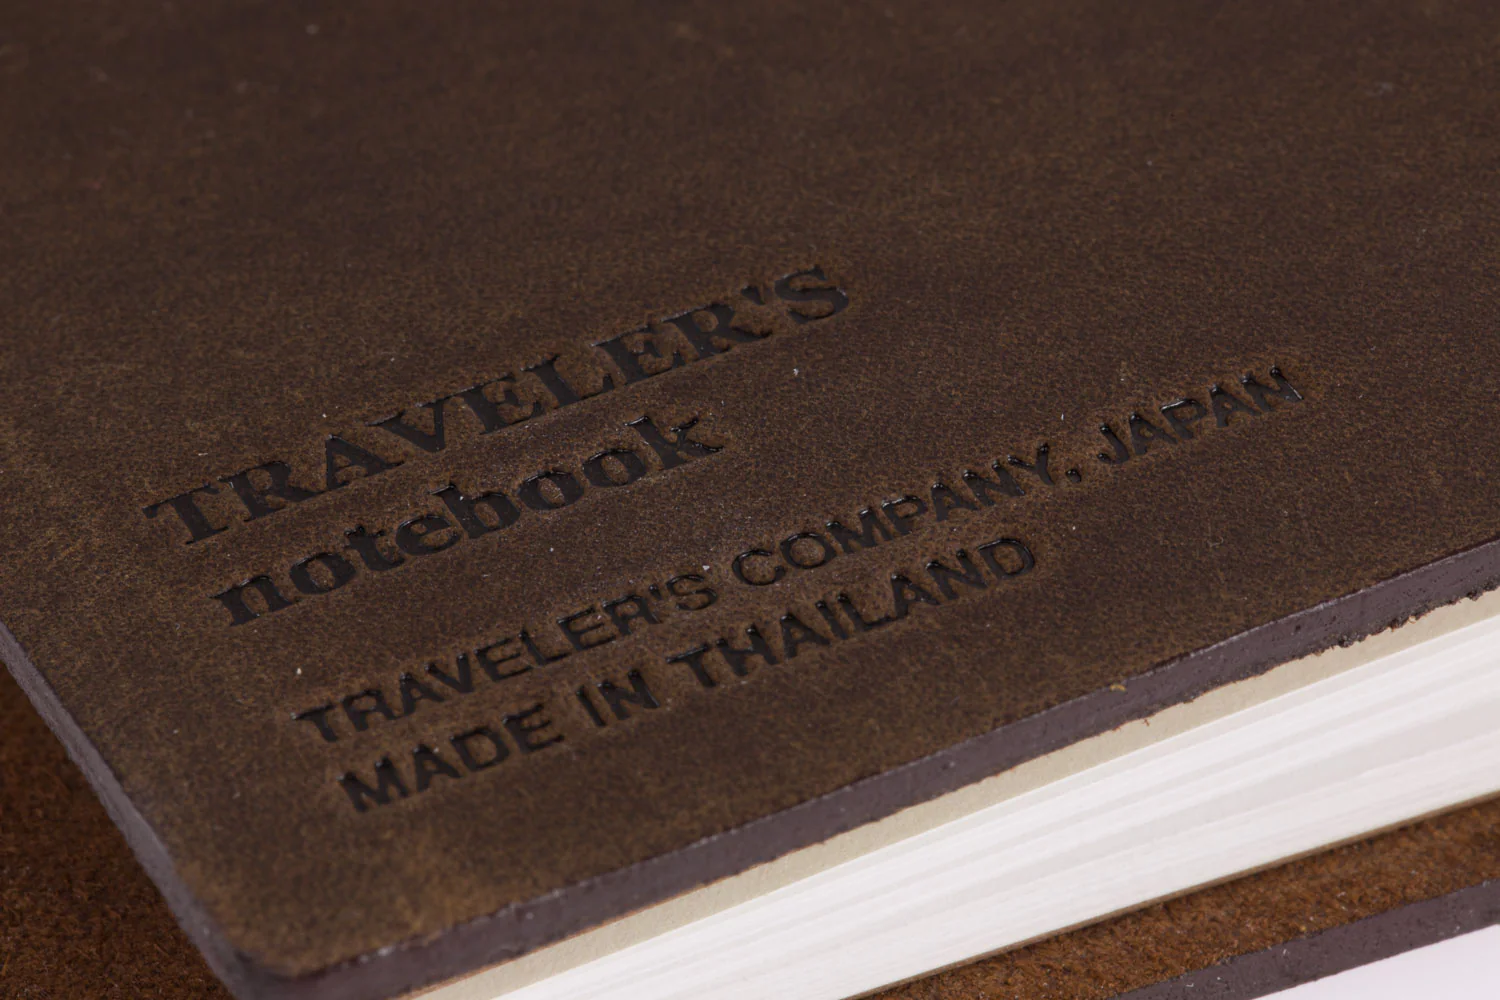 TRAVELER'S
notebook
TRAVELER'S COMPANY, JAPAN
MADE IN THAILAND